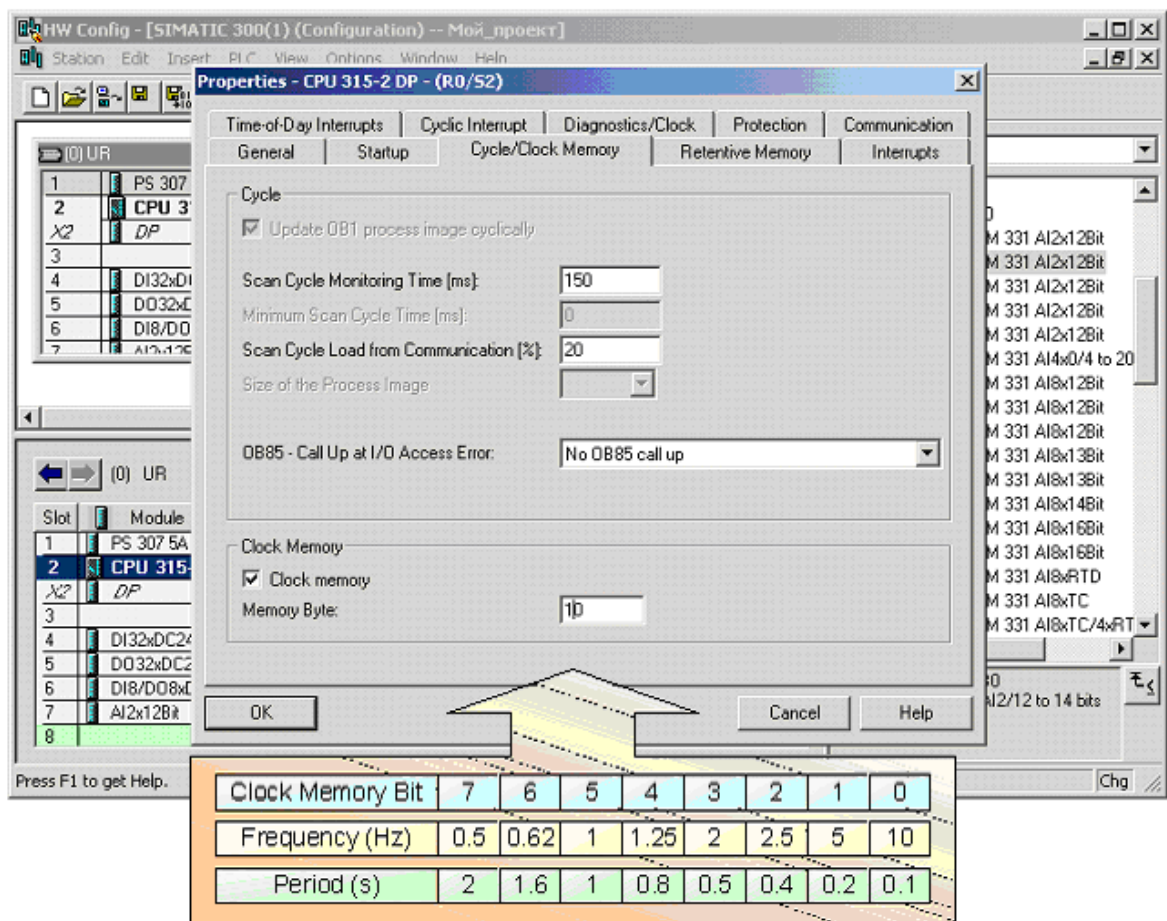 HW Config - [SIMATIC 300(1) (Configuration) -- Мой_проект]
Station Edit Insert PLC View Options Window Help
Properties - CPU 315-2 DP - (R0/S2)
Time-of-Day Interrupts Cyclic Interrupt Diagnostics/Clock Protection Communication
General Startup Cycle/Clock Memory Retentive Memory Interrupts
(0) UR
1 PS 307
2 CPU 3
X2 DP
3
4 DI32xD
5 DO32xD
6 DI8/DO
7 AI2x12B
Cycle
Update OB1 process image cyclically
Scan Cycle Monitoring Time [ms]: 150
Minimum Scan Cycle Time [ms]: 0
Scan Cycle Load from Communication [%]: 20
Size of the Process Image
OB85 - Call Up at I/O Access Error: No OB85 call up
Clock Memory
Clock memory
Memory Byte: 10
OK Cancel Help
M 331 AI2x12Bit
M 331 AI2x12Bit
M 331 AI2x12Bit
M 331 AI2x12Bit
M 331 AI2x12Bit
M 331 AI4x0/4 to 20
M 331 AI8x12Bit
M 331 AI8x12Bit
M 331 AI8x12Bit
M 331 AI8x13Bit
M 331 AI8x13Bit
M 331 AI8x14Bit
M 331 AI8x16Bit
M 331 AI8x16Bit
M 331 AI8xRTD
M 331 AI8xTC
M 331 AI8xTC/4xRT
AI2/12 to 14 bits
(0) UR
Slot Module
1 PS 307 5A
2 CPU 315-
X2 DP
3
4 DI32xDC24
5 DO32xDC2
6 DI8/DO8xD
7 AI2x12Bit
8
Press F1 to get Help. Chg
Clock Memory Bit 7 6 5 4 3 2 1 0
Frequency (Hz) 0.5 0.62 1 1.25 2 2.5 5 10
Period (s) 2 1.6 1 0.8 0.5 0.4 0.2 0.1